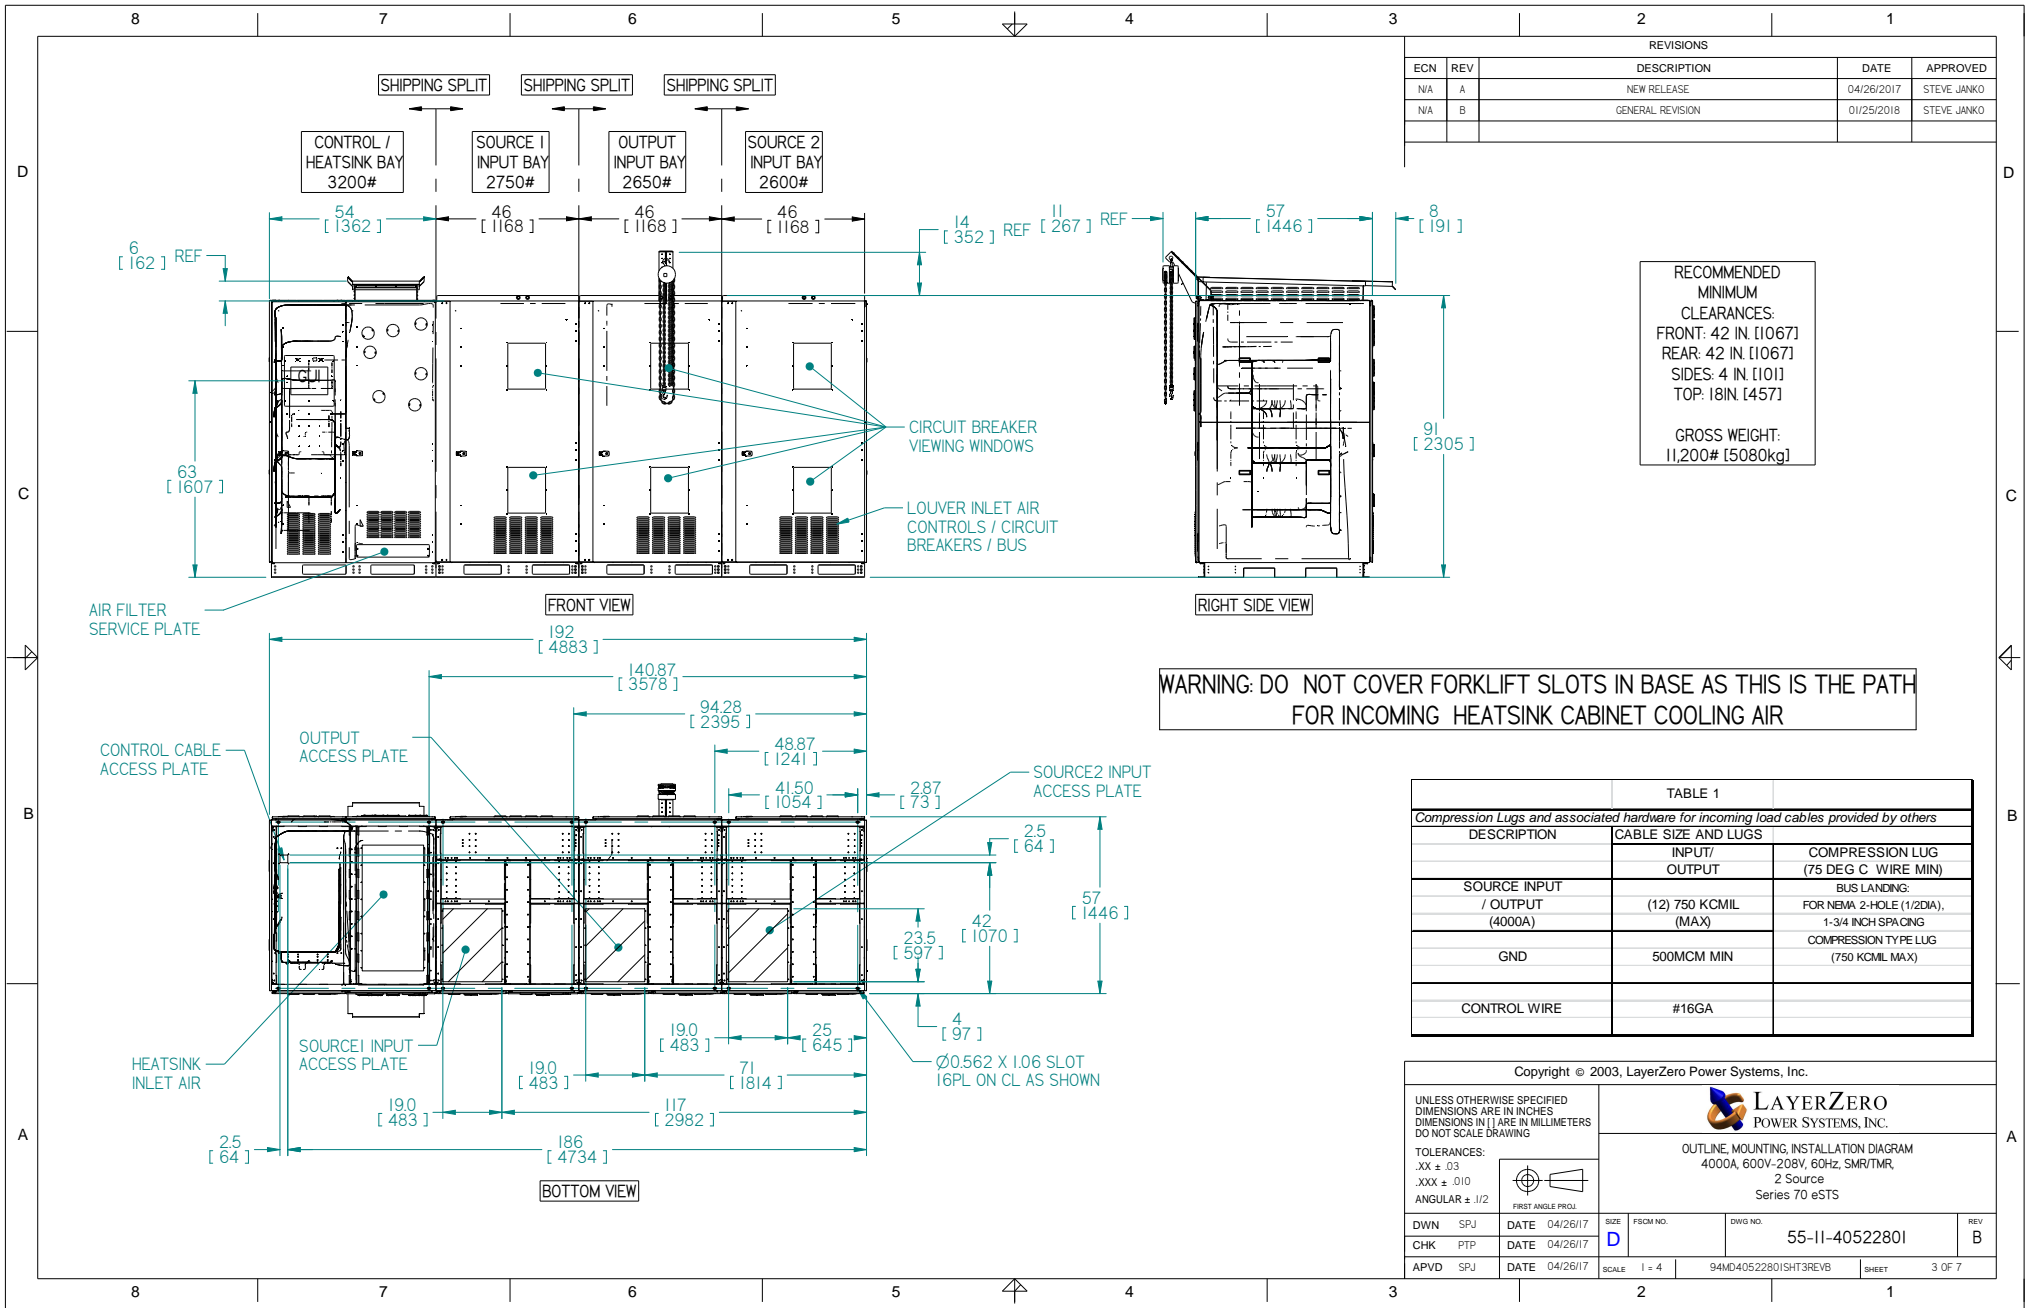 8 7 6 5 4 3 2 1
REVISIONS
ECN REV DESCRIPTION DATE APPROVED
N/A A NEW RELEASE 04/26/2017 STEVE JANKO
N/A B GENERAL REVISION 01/25/2018 STEVE JANKO
SHIPPING SPLIT SHIPPING SPLIT SHIPPING SPLIT
CONTROL /
HEATSINK BAY
3200#
SOURCE 1
INPUT BAY
2750#
OUTPUT
INPUT BAY
2650#
SOURCE 2
INPUT BAY
2600#
D D
54
[ 1362 ]
46
[ 1168 ]
46
[ 1168 ]
46
[ 1168 ]
14
[ 352 ] REF
11
[ 267 ] REF
57
[ 1446 ]
8
[ 191 ]
6
[ 162 ] REF
GUI
63
[ 1607 ]
91
[ 2305 ]
RECOMMENDED
MINIMUM
CLEARANCES:
FRONT: 42 IN. [1067]
REAR: 42 IN. [1067]
SIDES: 4 IN. [101]
TOP: 18IN. [457]
GROSS WEIGHT:
11,200# [5080kg]
CIRCUIT BREAKER
VIEWING WINDOWS
C C
LOUVER INLET AIR
CONTROLS / CIRCUIT
BREAKERS / BUS
AIR FILTER
SERVICE PLATE
FRONT VIEW
RIGHT SIDE VIEW
192
[ 4883 ]
140.87
[ 3578 ]
94.28
[ 2395 ]
48.87
[ 1241 ]
41.50
[ 1054 ]
2.87
[ 73 ]
WARNING: DO NOT COVER FORKLIFT SLOTS IN BASE AS THIS IS THE PATH
FOR INCOMING HEATSINK CABINET COOLING AIR
CONTROL CABLE
ACCESS PLATE
OUTPUT
ACCESS PLATE
SOURCE2 INPUT
ACCESS PLATE
B B
2.5
[ 64 ]
57
[ 1446 ]
42
[ 1070 ]
23.5
[ 597 ]
4
[ 97 ]
TABLE 1
Compression Lugs and associated hardware for incoming load cables provided by others
DESCRIPTION CABLE SIZE AND LUGS
INPUT/ COMPRESSION LUG
OUTPUT (75 DEG C WIRE MIN)
SOURCE INPUT BUS LANDING:
/ OUTPUT (12) 750 KCMIL FOR NEMA 2-HOLE (1/2DIA),
(4000A) (MAX) 1-3/4 INCH SPACING
COMPRESSION TYPE LUG
GND 500MCM MIN (750 KCMIL MAX)
CONTROL WIRE #16GA
HEATSINK
INLET AIR
SOURCE1 INPUT
ACCESS PLATE
19.0
[ 483 ]
25
[ 645 ]
Ø0.562 X 1.06 SLOT
16PL ON CL AS SHOWN
19.0
[ 483 ]
71
[ 1814 ]
19.0
[ 483 ]
117
[ 2982 ]
2.5
[ 64 ]
186
[ 4734 ]
BOTTOM VIEW
A A
Copyright © 2003, LayerZero Power Systems, Inc.
UNLESS OTHERWISE SPECIFIED
DIMENSIONS ARE IN INCHES
DIMENSIONS IN [ ] ARE IN MILLIMETERS
DO NOT SCALE DRAWING
TOLERANCES:
.XX ± .03
.XXX ± .010
ANGULAR ± .1/2
FIRST ANGLE PROJ.
LAYERZERO
POWER SYSTEMS, INC.
OUTLINE, MOUNTING, INSTALLATION DIAGRAM
4000A, 600V-208V, 60Hz, SMR/TMR,
2 Source
Series 70 eSTS
DWN SPJ DATE 04/26/17
CHK PTP DATE 04/26/17
APVD SPJ DATE 04/26/17
SIZE D FSCM NO. DWG NO. 55-11-40522801 REV B
SCALE 1 = 4 94MD40522801SHT3REVB SHEET 3 OF 7
8 7 6 5 4 3 2 1